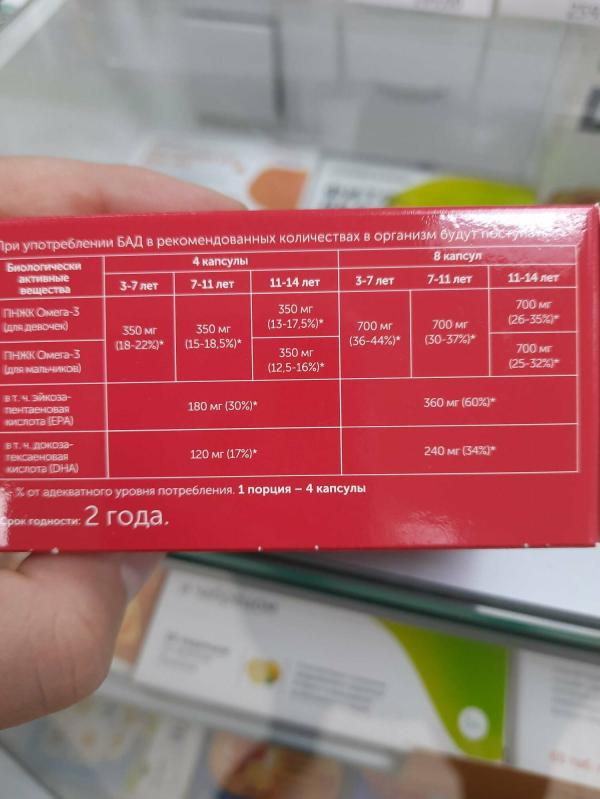 При употреблении БАД в рекомендованных количествах в организм будут поступать
Биологически
активные
вещества
4 капсулы
8 капсул
3-7 лет
7-11 лет
11-14 лет
3-7 лет
7-11 лет
11-14 лет
ПНЖК Омега-3
(для девочек)
350 мг
(18-22%)*
350 мг
(15-18,5%)*
350 мг
(13-17,5%)*
700 мг
(36-44%)*
700 мг
(30-37%)*
700 мг
(26-35%)*
ПНЖК Омега-3
(для мальчиков)
350 мг
(12,5-16%)*
700 мг
(25-32%)*
в т. ч. эйкоза-
пентаеновая
кислота (EPA)
180 мг (30%)*
360 мг (60%)*
в т. ч. докоза-
гексаеновая
кислота (DHA)
120 мг (17%)*
240 мг (34%)*
% от адекватного уровня потребления. 1 порция – 4 капсулы
Срок годности: 2 года.